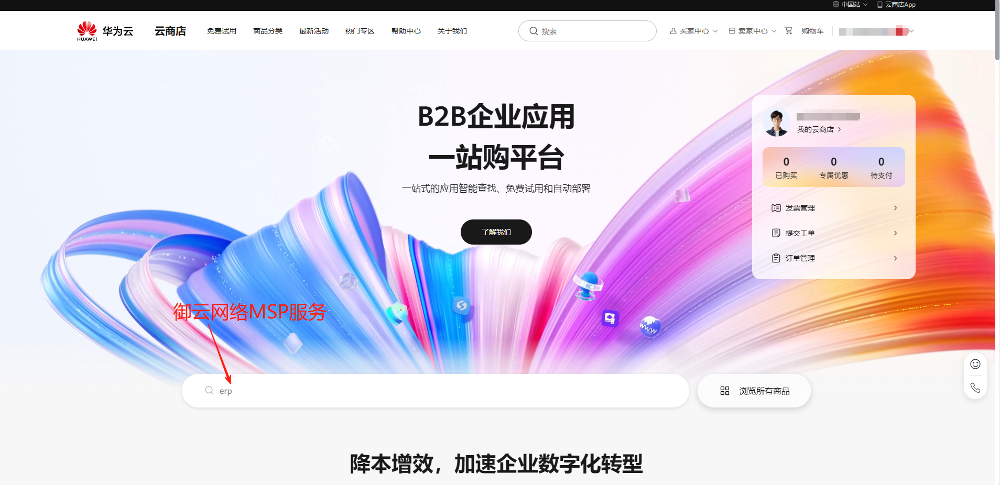 中国站
云商店App
HUAWEI
华为云
云商店
免费试用
商品分类
最新活动
热门专区
帮助中心
关于我们
搜索
买家中心
卖家中心
购物车
B2B企业应用
一站购平台
一站式的应用智能查找、免费试用和自动部署
了解我们
我的云商店
0
0
0
已购买
专属优惠
待支付
发票管理
提交工单
订单管理
WWW
御云网络MSP服务
erp
浏览所有商品
降本增效，加速企业数字化转型